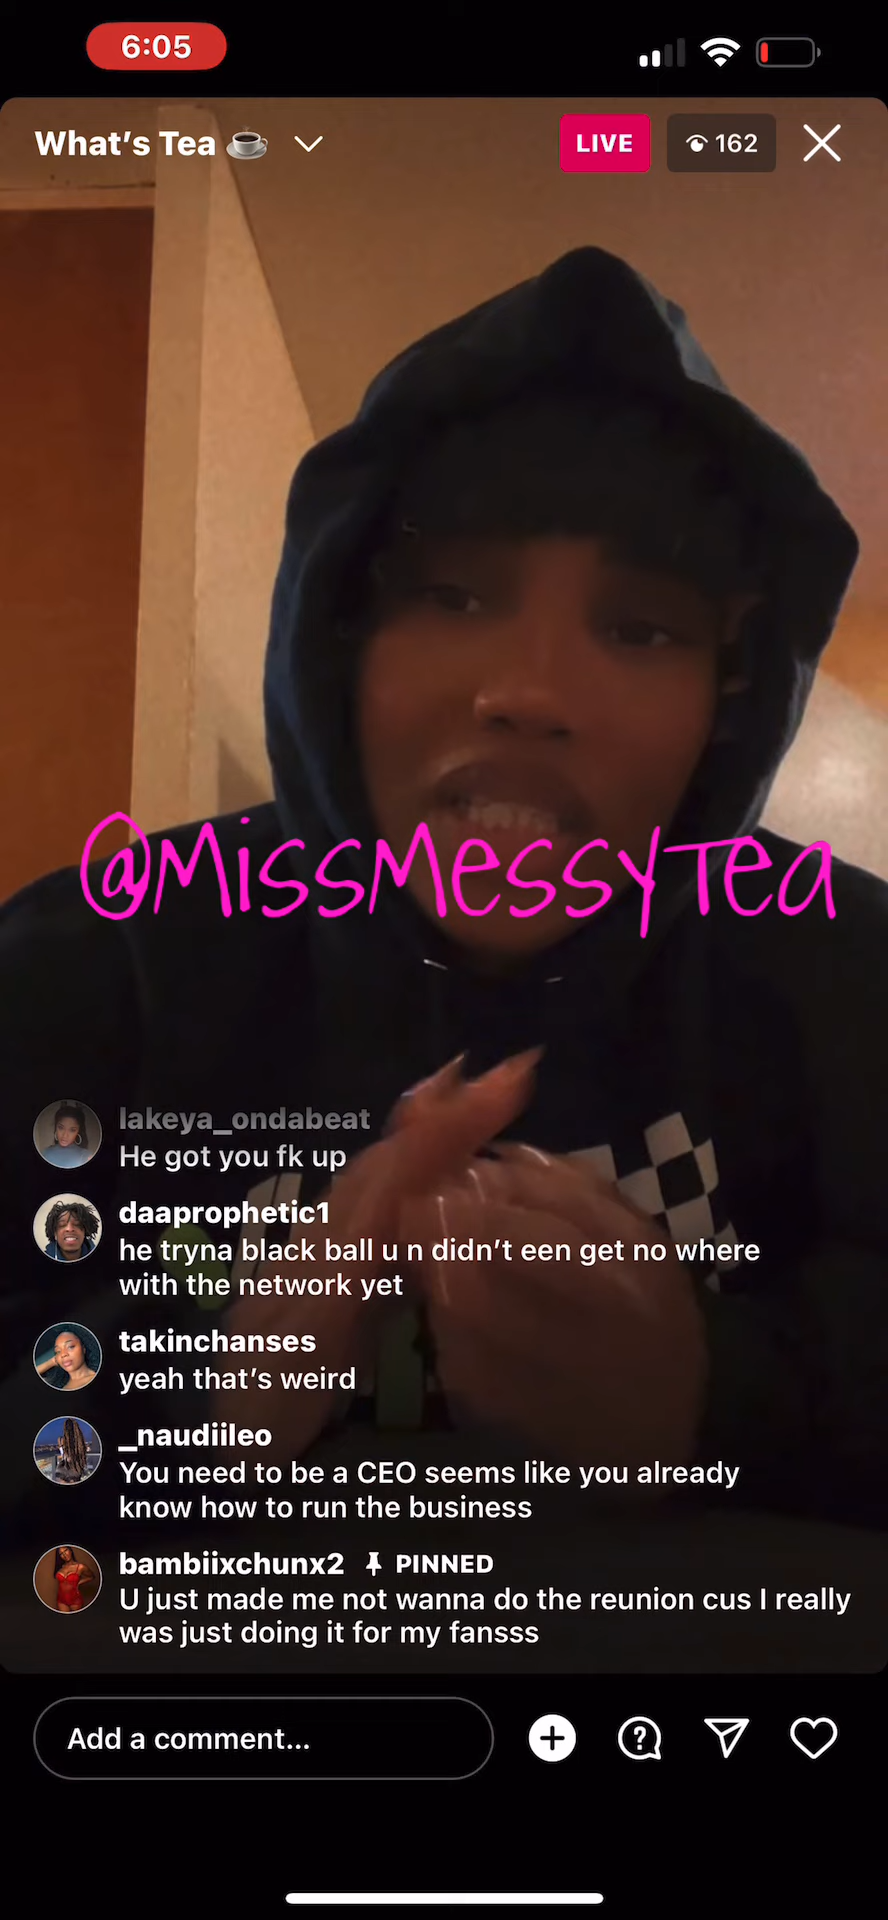 6:05
What's Tea ☕
LIVE
162
@MissMessyTea
lakeya_ondabeat
He got you fk up
daaprophetic1
he tryna black ball u n didn't een get no where
with the network yet
takinchanses
yeah that's weird
_naudiileo
You need to be a CEO seems like you already
know how to run the business
bambiixchunx2 PINNED
U just made me not wanna do the reunion cus I really
was just doing it for my fansss
Add a comment...